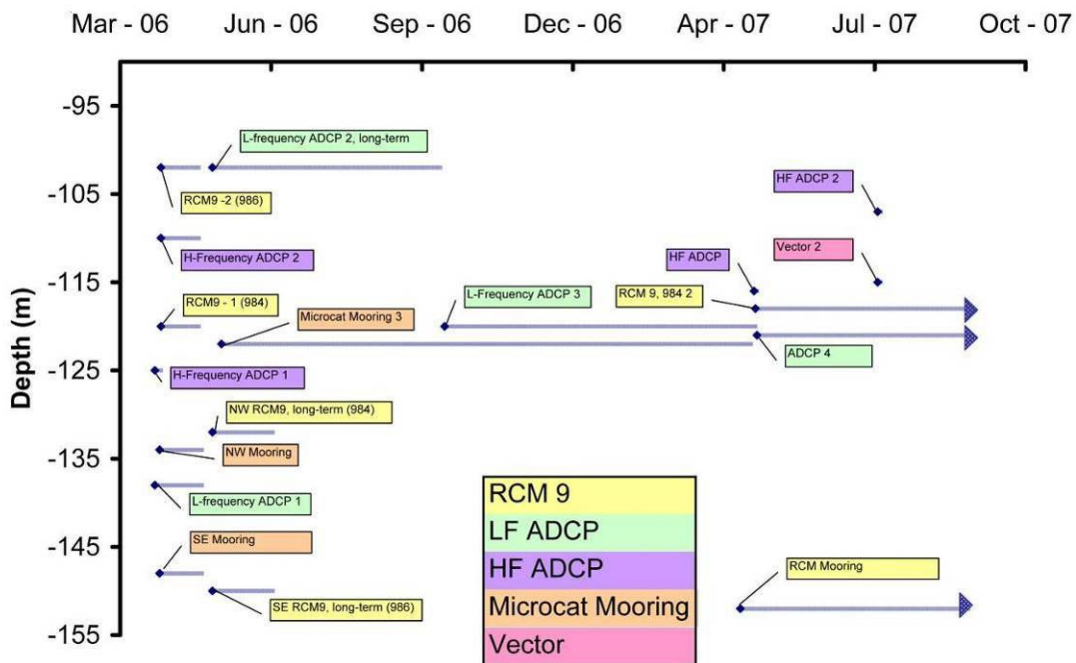 Mar - 06 Jun - 06 Sep - 06 Dec - 06 Apr - 07 Jul - 07 Oct - 07
-95
L-frequency ADCP 2, long-term
HF ADCP 2
-105
RCM9 -2 (986)
H-Frequency ADCP 2
HF ADCP
Vector 2
-115
RCM9 - 1 (984)
Microcat Mooring 3
L-Frequency ADCP 3
RCM 9, 984 2
ADCP 4
-125
H-Frequency ADCP 1
NW RCM9, long-term (984)
-135
NW Mooring
L-frequency ADCP 1
-145
SE Mooring
RCM Mooring
SE RCM9, long-term (986)
-155
Depth (m)
RCM 9
LF ADCP
HF ADCP
Microcat Mooring
Vector